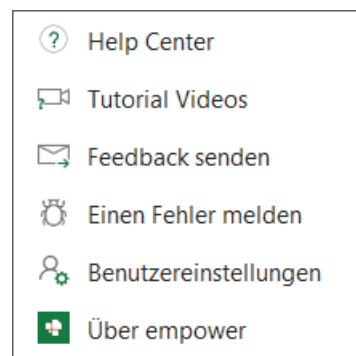 Help Center
Tutorial Videos
Feedback senden
Einen Fehler melden
Benutzereinstellungen
Über empower